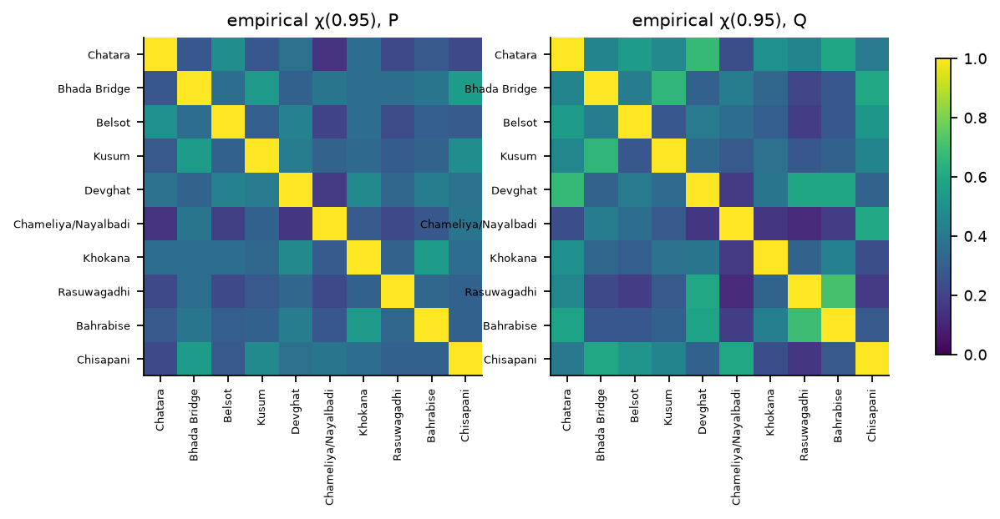 empirical χ(0.95), P
Chatara
Bhada Bridge
Belsot
Kusum
Devghat
Chameliya/Nayalbadi
Khokana
Rasuwagadhi
Bahrabise
Chisapani
Chatara
Bhada Bridge
Belsot
Kusum
Devghat
Chameliya/Nayalbadi
Khokana
Rasuwagadhi
Bahrabise
Chisapani
empirical χ(0.95), Q
Chatara
Bhada Bridge
Belsot
Kusum
Devghat
Chameliya/Nayalbadi
Khokana
Rasuwagadhi
Bahrabise
Chisapani
Chatara
Bhada Bridge
Belsot
Kusum
Devghat
Chameliya/Nayalbadi
Khokana
Rasuwagadhi
Bahrabise
Chisapani
1.0
0.8
0.6
0.4
0.2
0.0